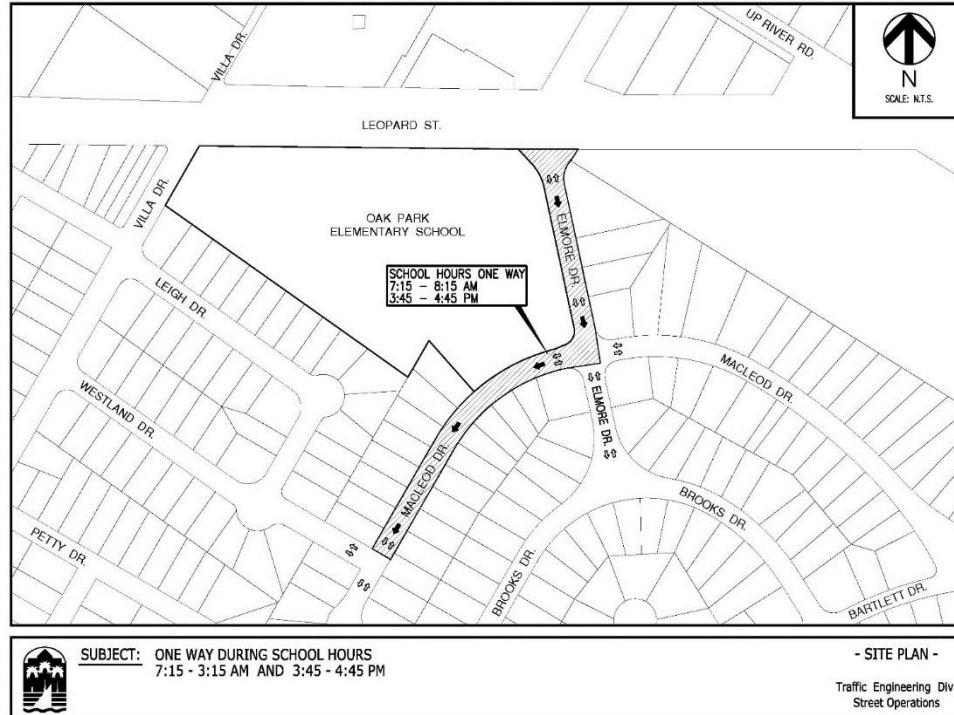 VILLA DR.
UP RIVER RD.
N
SCALE: N.T.S.
LEOPARD ST.
VILLA DR.
OAK PARK
ELEMENTARY SCHOOL
ELMORE DR.
SCHOOL HOURS ONE WAY
7:15 - 8:15 AM
3:45 - 4:45 PM
LEIGH DR.
MACLEOD DR.
WESTLAND DR.
ELMORE DR.
MACLEOD DR.
BROOKS DR.
PETTY DR.
BROOKS DR.
BARTLETT DR.
SUBJECT: ONE WAY DURING SCHOOL HOURS
7:15 - 3:15 AM AND 3:45 - 4:45 PM
- SITE PLAN -
Traffic Engineering Div
Street Operations